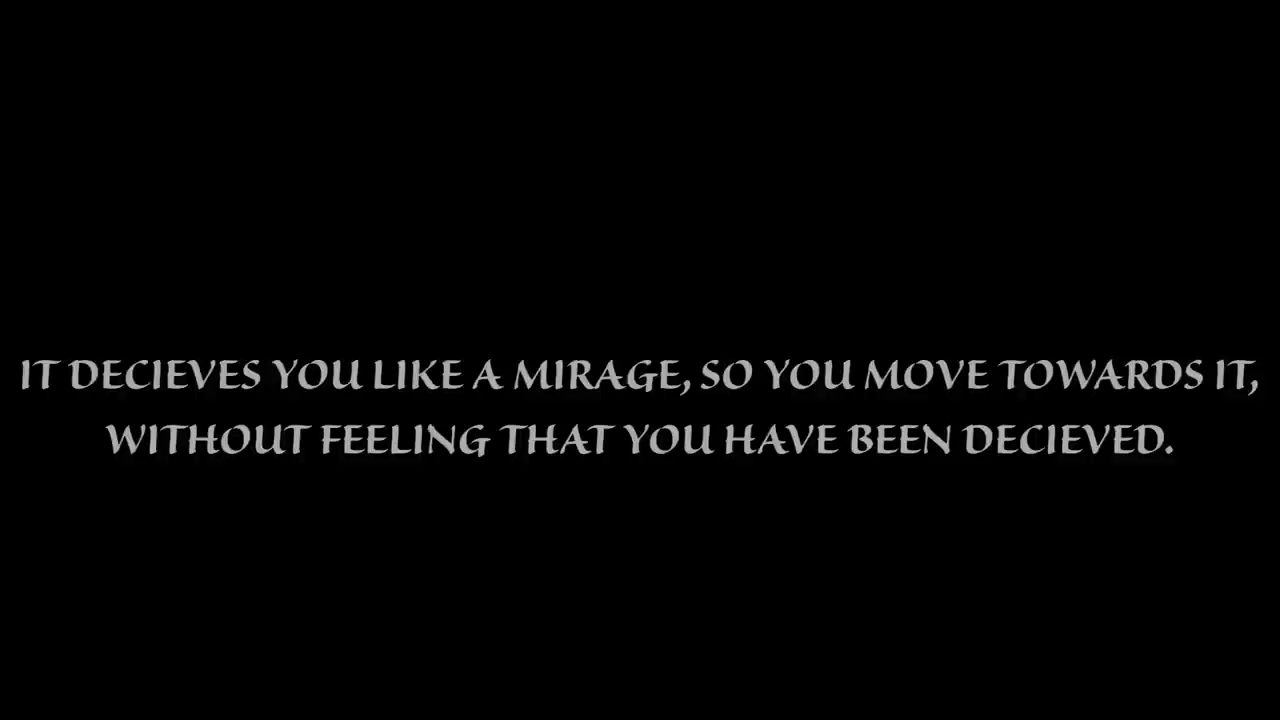 IT DECIEVES YOU LIKE A MIRAGE, SO YOU MOVE TOWARDS IT,
WITHOUT FEELING THAT YOU HAVE BEEN DECIEVED.